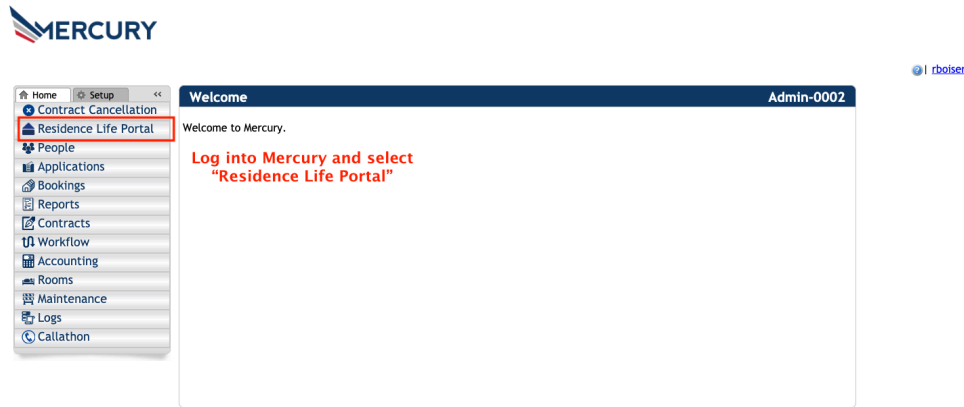 MERCURY
| rboiser
Home Setup <<
Contract Cancellation
Residence Life Portal
People
Applications
Bookings
Reports
Contracts
Workflow
Accounting
Rooms
Maintenance
Logs
Callathon
Welcome Admin-0002
Welcome to Mercury.
Log into Mercury and select
“Residence Life Portal”